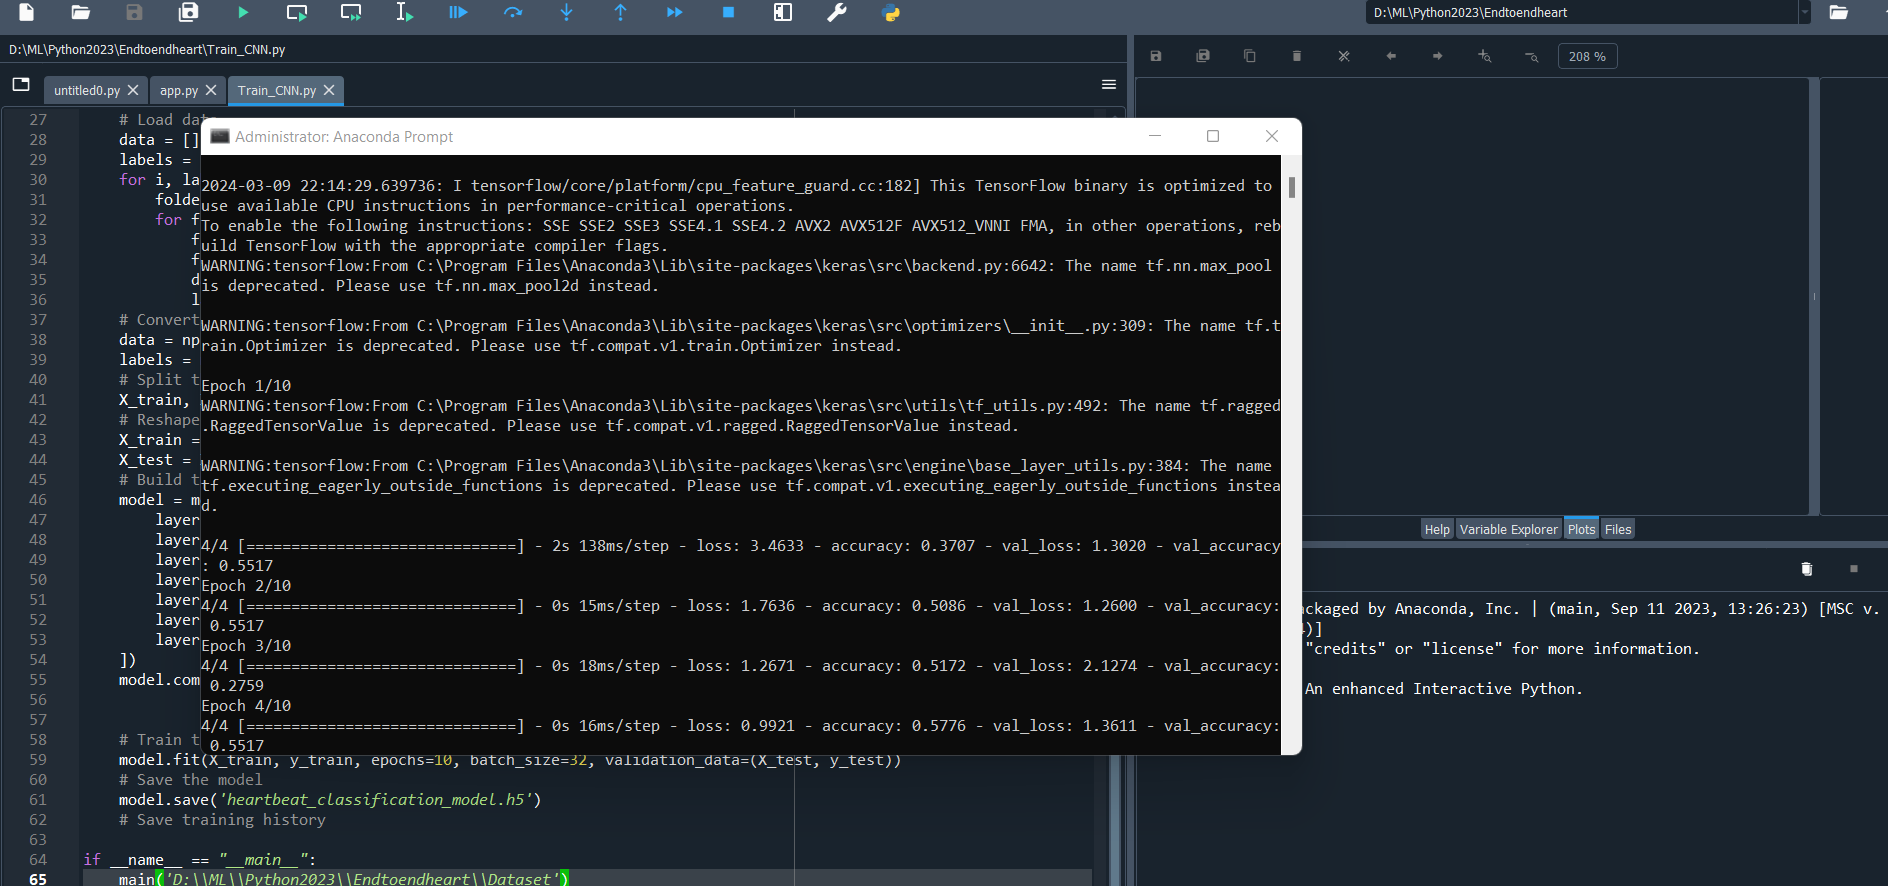 D:\ML\Python2023\Endtoendheart
D:\ML\Python2023\Endtoendheart\Train_CNN.py
208 %
untitled0.py
app.py
Train_CNN.py
27 # Load dat
28 data = []
29 labels =
30 for i, la
31 folde
32 for f
33 f
34 f
35 d
36 l
37 # Convert
38 data = np
39 labels =
40 # Split t
41 X_train,
42 # Reshape
43 X_train =
44 X_test =
45 # Build t
46 model = m
47 layer
48 layer
49 layer
50 layer
51 layer
52 layer
53 layer
54 ])
55 model.com
56
57
58 # Train t
59 model.fit(X_train, y_train, epochs=10, batch_size=32, validation_data=(X_test, y_test))
60 # Save the model
61 model.save('heartbeat_classification_model.h5')
62 # Save training history
63
64 if __name__ == "__main__":
65 main('D:\\ML\\Python2023\\Endtoendheart\\Dataset')
Administrator: Anaconda Prompt
2024-03-09 22:14:29.639736: I tensorflow/core/platform/cpu_feature_guard.cc:182] This TensorFlow binary is optimized to
use available CPU instructions in performance-critical operations.
To enable the following instructions: SSE SSE2 SSE3 SSE4.1 SSE4.2 AVX2 AVX512F AVX512_VNNI FMA, in other operations, reb
uild TensorFlow with the appropriate compiler flags.
WARNING:tensorflow:From C:\Program Files\Anaconda3\Lib\site-packages\keras\src\backend.py:6642: The name tf.nn.max_pool
is deprecated. Please use tf.nn.max_pool2d instead.
WARNING:tensorflow:From C:\Program Files\Anaconda3\Lib\site-packages\keras\src\optimizers\__init__.py:309: The name tf.t
rain.Optimizer is deprecated. Please use tf.compat.v1.train.Optimizer instead.
Epoch 1/10
WARNING:tensorflow:From C:\Program Files\Anaconda3\Lib\site-packages\keras\src\utils\tf_utils.py:492: The name tf.ragged
.RaggedTensorValue is deprecated. Please use tf.compat.v1.ragged.RaggedTensorValue instead.
WARNING:tensorflow:From C:\Program Files\Anaconda3\Lib\site-packages\keras\src\engine\base_layer_utils.py:384: The name
tf.executing_eagerly_outside_functions is deprecated. Please use tf.compat.v1.executing_eagerly_outside_functions instea
d.
4/4 [==============================] - 2s 138ms/step - loss: 3.4633 - accuracy: 0.3707 - val_loss: 1.3020 - val_accuracy
: 0.5517
Epoch 2/10
4/4 [==============================] - 0s 15ms/step - loss: 1.7636 - accuracy: 0.5086 - val_loss: 1.2600 - val_accuracy:
0.5517
Epoch 3/10
4/4 [==============================] - 0s 18ms/step - loss: 1.2671 - accuracy: 0.5172 - val_loss: 2.1274 - val_accuracy:
0.2759
Epoch 4/10
4/4 [==============================] - 0s 16ms/step - loss: 0.9921 - accuracy: 0.5776 - val_loss: 1.3611 - val_accuracy:
0.5517
Help
Variable Explorer
Plots
Files
ckaged by Anaconda, Inc. | (main, Sep 11 2023, 13:26:23) [MSC v.
)]
"credits" or "license" for more information.
An enhanced Interactive Python.